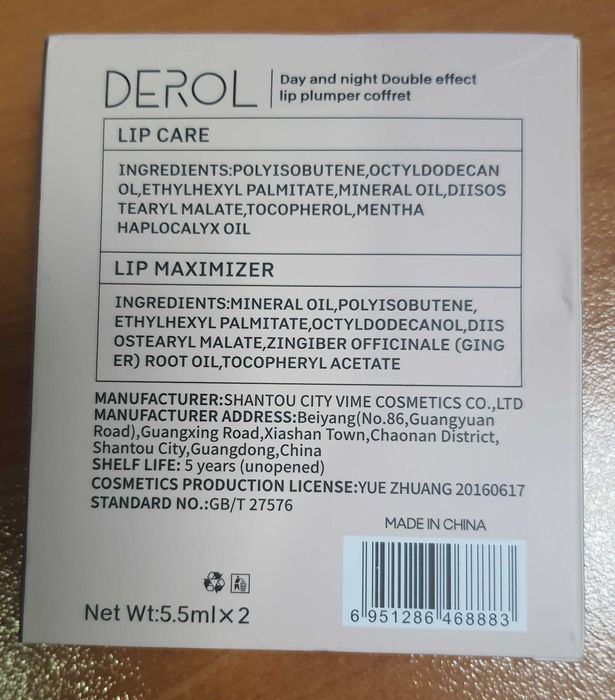 DEROL
Day and night Double effect
lip plumper coffret
LIP CARE
INGREDIENTS:POLYISOBUTENE,OCTYLDODECAN
OL,ETHYLHEXYL PALMITATE,MINERAL OIL,DIISOS
TEARYL MALATE,TOCOPHEROL,MENTHA
HAPLOCALYX OIL
LIP MAXIMIZER
INGREDIENTS:MINERAL OIL,POLYISOBUTENE,
ETHYLHEXYL PALMITATE,OCTYLDODECANOL,DIIS
OSTEARYL MALATE,ZINGIBER OFFICINALE (GING
ER) ROOT OIL,TOCOPHERYL ACETATE
MANUFACTURER:SHANTOU CITY VIME COSMETICS CO.,LTD
MANUFACTURER ADDRESS:Beiyang(No.86,Guangyuan
Road),Guangxing Road,Xiashan Town,Chaonan District,
Shantou City,Guangdong,China
SHELF LIFE: 5 years (unopened)
COSMETICS PRODUCTION LICENSE:YUE ZHUANG 20160617
STANDARD NO.:GB/T 27576
MADE IN CHINA
Net Wt:5.5ml×2
6 951286 468883